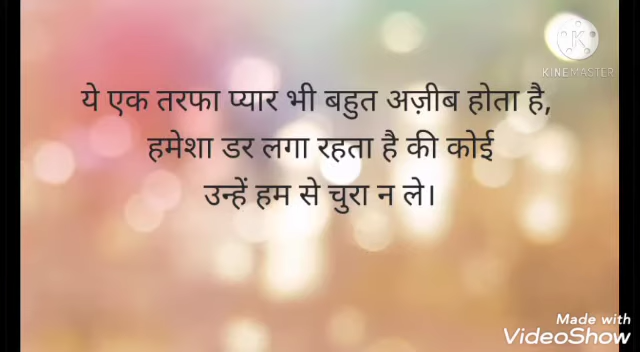 KINEMASTER
ये एक तरफा प्यार भी बहुत अज़ीब होता है,
हमेशा डर लगा रहता है की कोई
उन्हें हम से चुरा न ले।
Made with
VideoShow